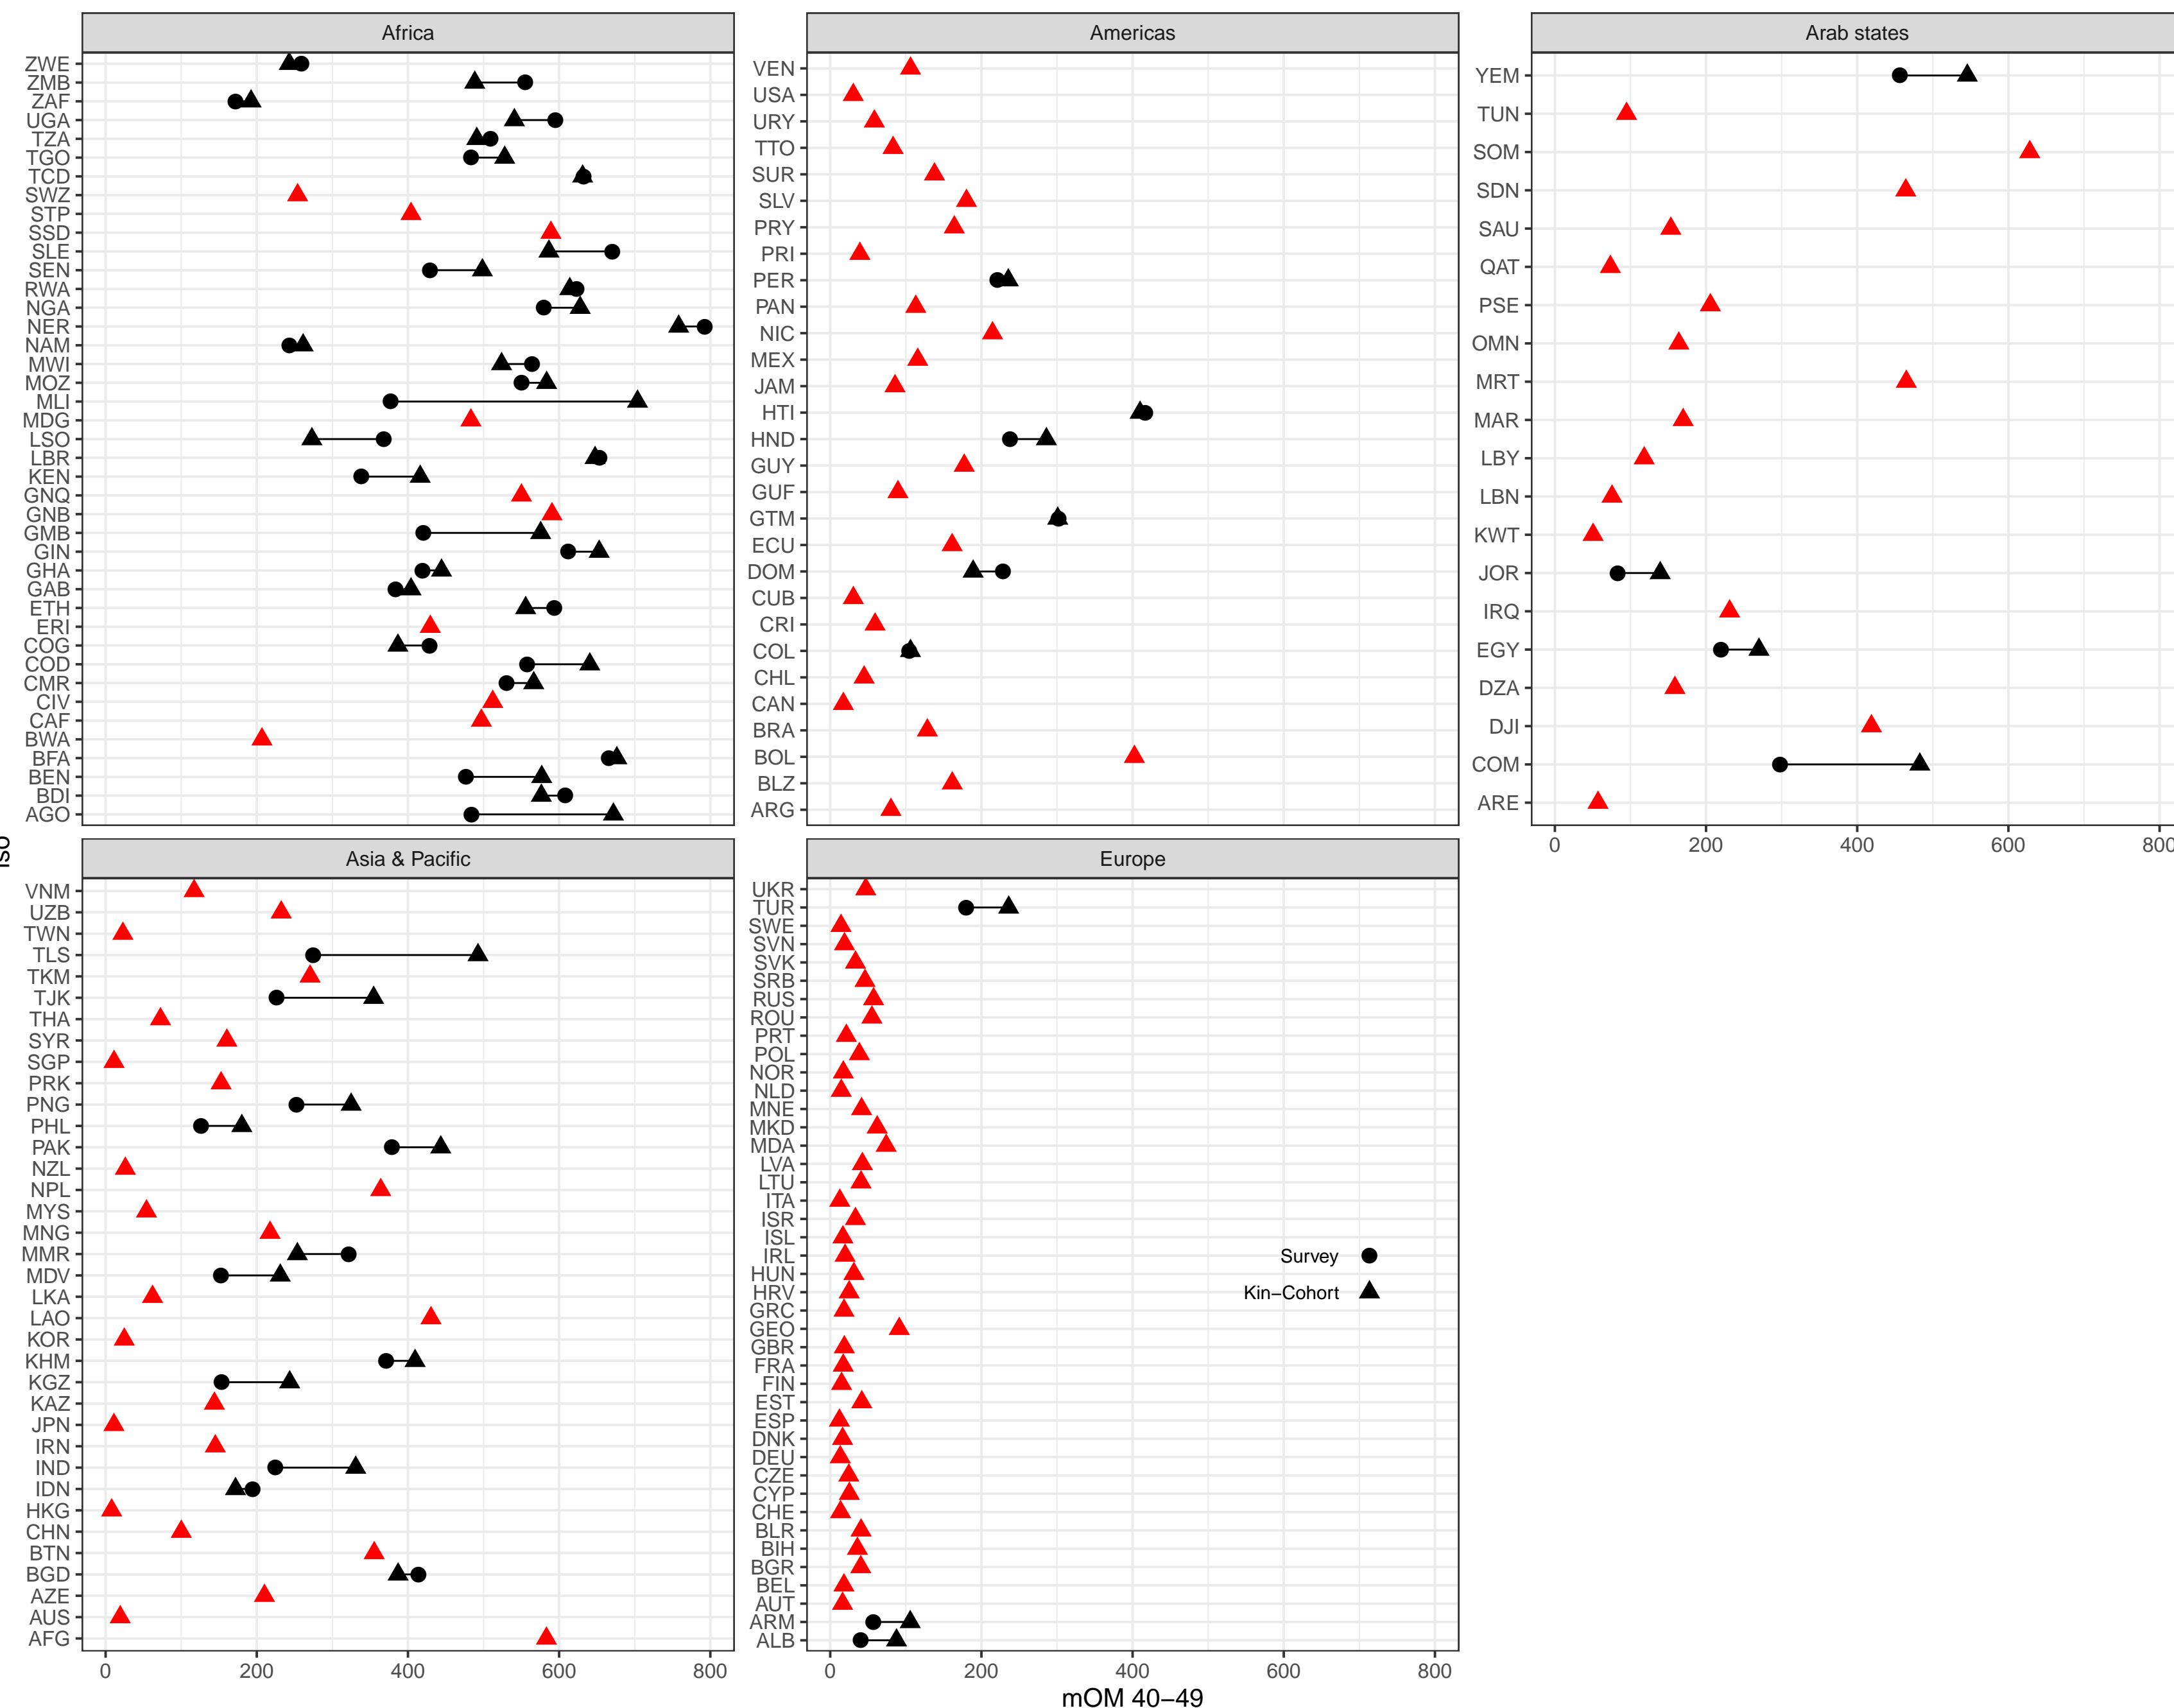 Africa
ZWE
ZMB
ZAF
UGA
TZA
TGO
TCD
SWZ
STP
SSD
SLE
SEN
RWA
NGA
NER
NAM
MWI
MOZ
MLI
MDG
LSO
LBR
KEN
GNQ
GNB
GMB
GIN
GHA
GAB
ETH
ERI
COG
COD
CMR
CIV
CAF
BWA
BFA
BEN
BDI
AGO
Americas
VEN
USA
URY
TTO
SUR
SLV
PRY
PRI
PER
PAN
NIC
MEX
JAM
HTI
HND
GUY
GUF
GTM
ECU
DOM
CUB
CRI
COL
CHL
CAN
BRA
BOL
BLZ
ARG
Arab states
YEM
TUN
SOM
SDN
SAU
QAT
PSE
OMN
MRT
MAR
LBY
LBN
KWT
JOR
IRQ
EGY
DZA
DJI
COM
ARE
0 200 400 600 800
iso
Asia & Pacific
VNM
UZB
TWN
TLS
TKM
TJK
THA
SYR
SGP
PRK
PNG
PHL
PAK
NZL
NPL
MYS
MNG
MMR
MDV
LKA
LAO
KOR
KHM
KGZ
KAZ
JPN
IRN
IND
IDN
HKG
CHN
BTN
BGD
AZE
AUS
AFG
0 200 400 600 800
Europe
UKR
TUR
SWE
SVN
SVK
SRB
RUS
ROU
PRT
POL
NOR
NLD
MNE
MKD
MDA
LVA
LTU
ITA
ISR
ISL
IRL
HUN
HRV
GRC
GEO
GBR
FRA
FIN
EST
ESP
DNK
DEU
CZE
CYP
CHE
BLR
BIH
BGR
BEL
AUT
ARM
ALB
Survey
Kin−Cohort
0 200 400 600 800
mOM 40−49